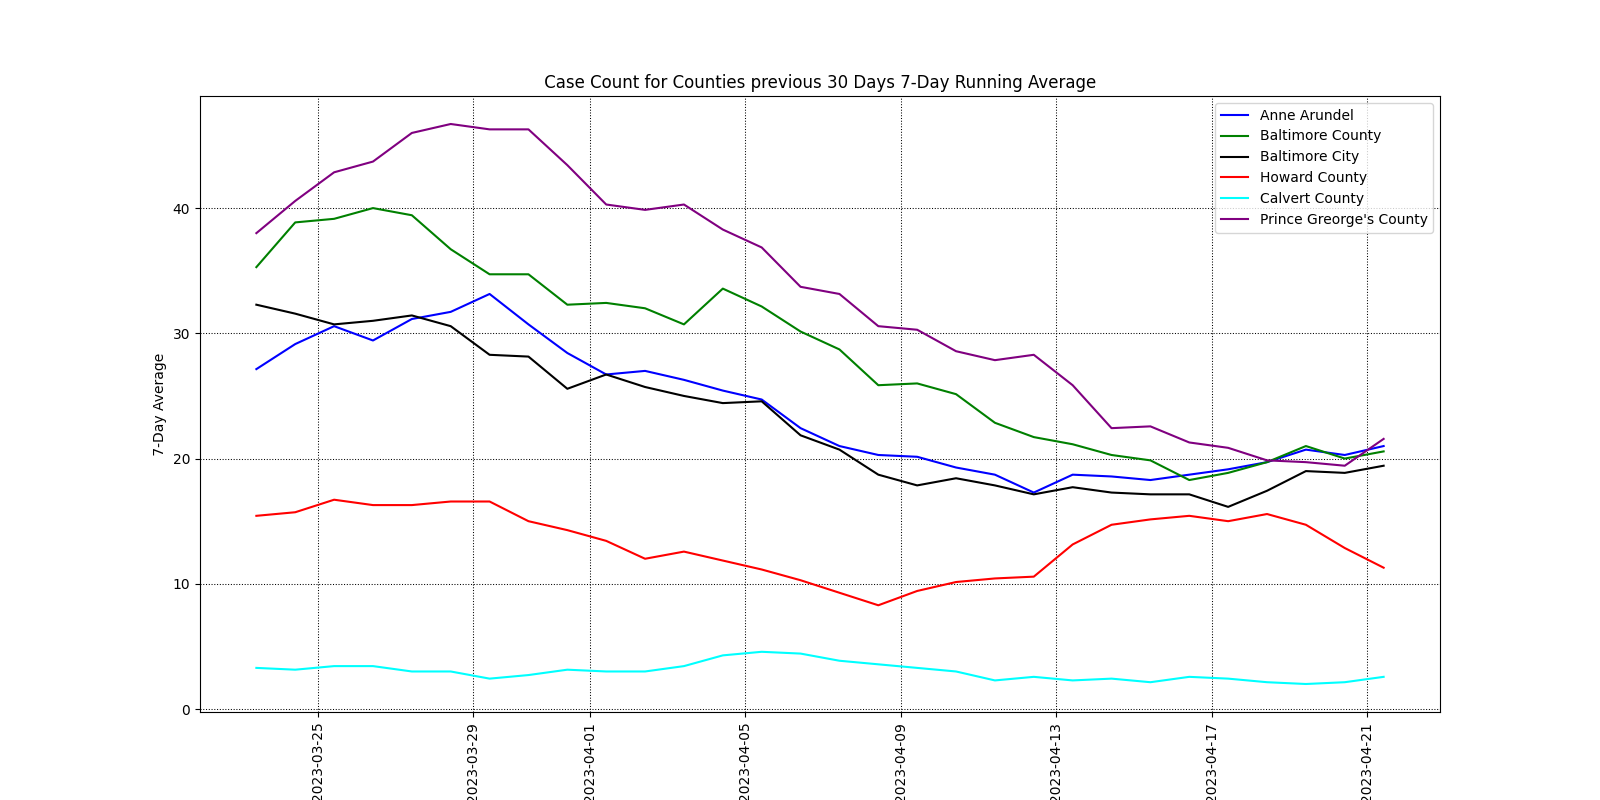 Case Count for Counties previous 30 Days 7-Day Running Average
Anne Arundel
Baltimore County
Baltimore City
Howard County
Calvert County
Prince Greorge's County
7-Day Average
40
30
20
10
0
2023-03-25
2023-03-29
2023-04-01
2023-04-05
2023-04-09
2023-04-13
2023-04-17
2023-04-21